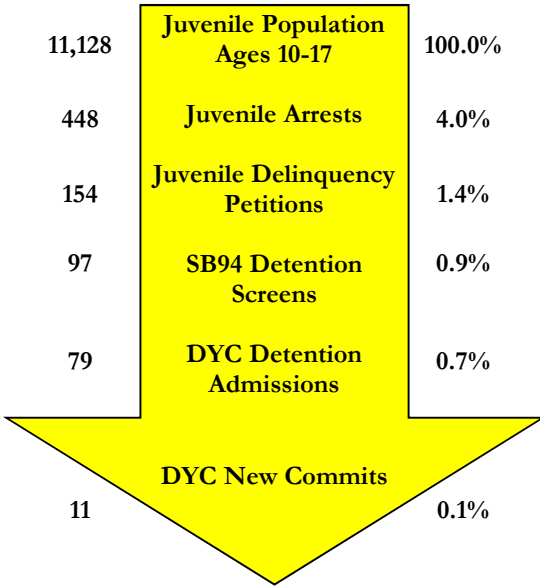 Juvenile Population
11,128 Ages 10-17 100.0%
448 Juvenile Arrests 4.0%
Juvenile Delinquency
154 Petitions 1.4%
97 SB94 Detention 0.9%
Screens
79 DYC Detention 0.7%
Admissions
DYC New Commits
11 0.1%